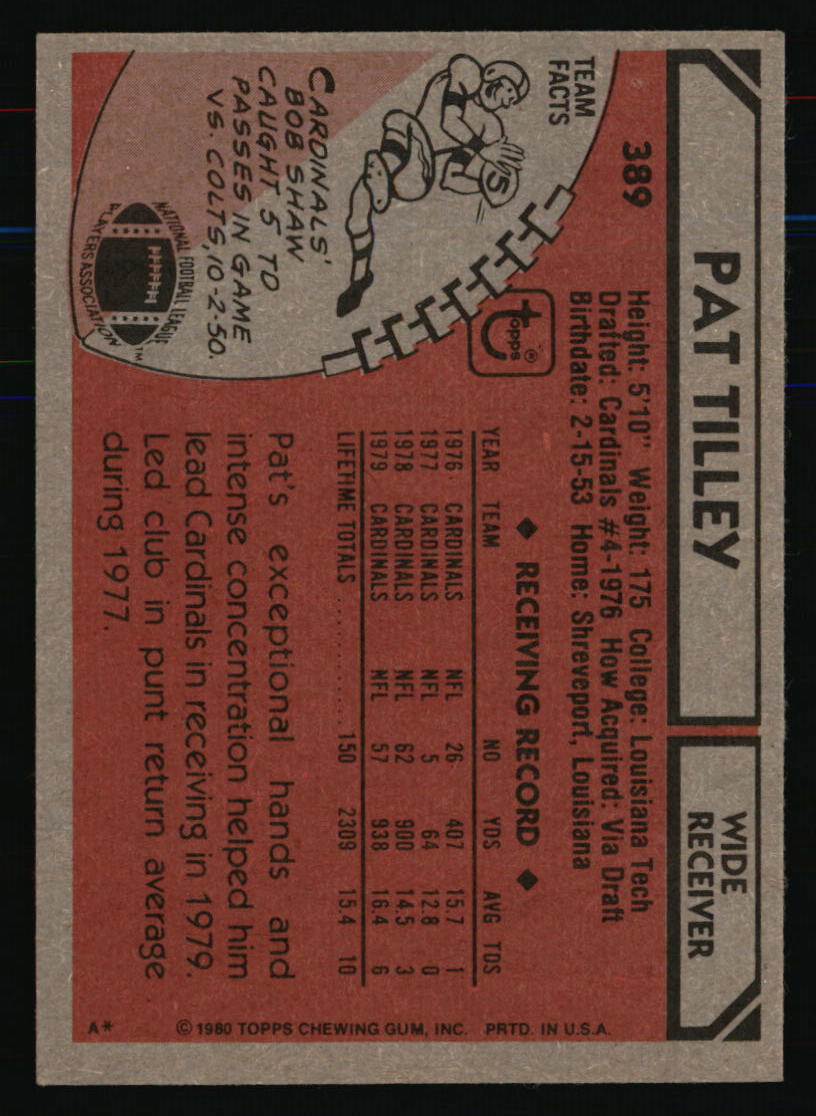 PAT TILLEY
WIDE
RECEIVER
389
Height: 5'10" Weight: 175 College: Louisiana Tech
Drafted: Cardinals #4-1976 How Acquired: Via Draft
Birthdate: 2-15-53 Home: Shreveport, Louisiana
TEAM
FACTS
5
CARDINALS'
BOB SHAW
CAUGHT 5 TD
PASSES IN GAME
VS. COLTS, 10-2-50.
topps®
NATIONAL FOOTBALL LEAGUE
PLAYERS ASSOCIATION
TM
◆ RECEIVING RECORD ◆
YEAR TEAM NO YDS AVG TDS
1976 CARDINALS NFL 26 407 15.7 1
1977 CARDINALS NFL 5 64 12.8 0
1978 CARDINALS NFL 62 900 14.5 3
1979 CARDINALS NFL 57 938 16.4 6
LIFETIME TOTALS ............ 150 2309 15.4 10
Pat's exceptional hands and
intense concentration helped him
lead Cardinals in receiving in 1979.
Led club in punt return average
during 1977.
© 1980 TOPPS CHEWING GUM, INC. PRTD. IN U.S.A.
A*